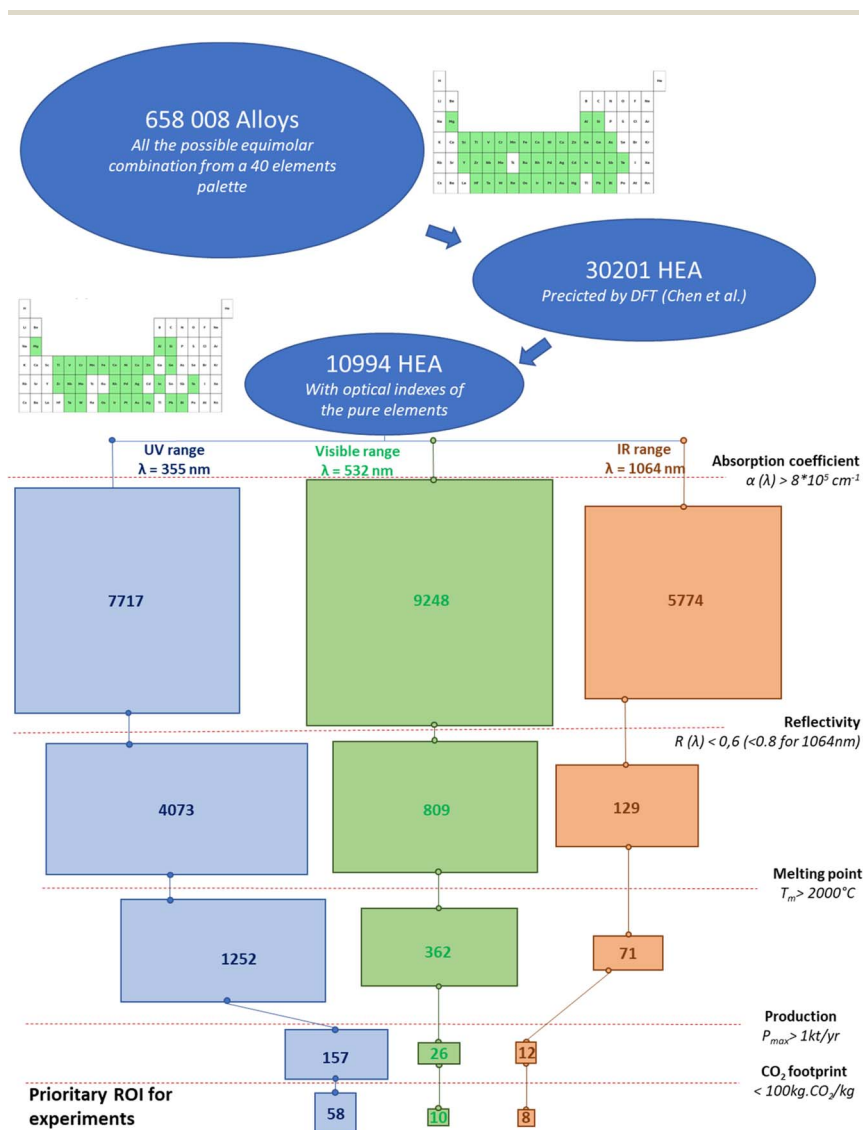 658 008 Alloys
All the possible equimolar
combination from a 40 elements
palette
30201 HEA
Precicted by DFT (Chen et al.)
10994 HEA
With optical indexes of
the pure elements
UV range
λ = 355 nm
Visible range
λ = 532 nm
IR range
λ = 1064 nm
Absorption coefficient
α (λ) > 8*10⁵ cm⁻¹
7717
9248
5774
Reflectivity
R (λ) < 0,6 (<0.8 for 1064nm)
4073
809
129
Melting point
Tₘ> 2000°C
1252
362
71
Production
Pₘₐₓ> 1kt/yr
157
26
12
CO₂ footprint
< 100kg.CO₂/kg
Prioritary ROI for
experiments
58
10
8